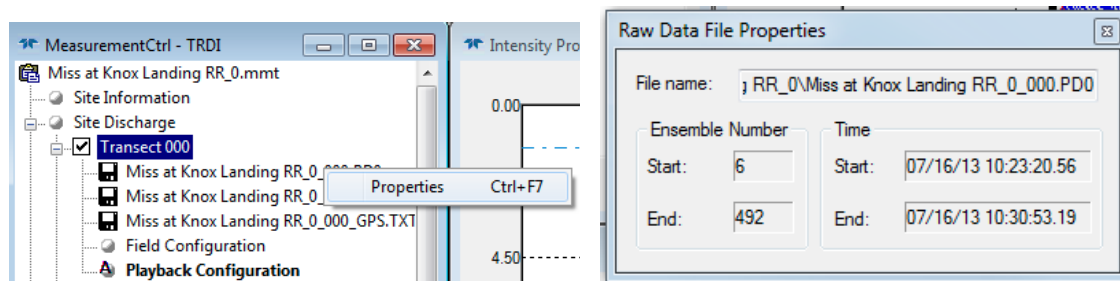 MeasurementCtrl - TRDI
Miss at Knox Landing RR_0.mmt
Site Information
Site Discharge
Transect 000
Miss at Knox Landing RR_0_000.PD0
Miss at Knox Landing RR_0_
Miss at Knox Landing RR_0_000_GPS.TXT
Field Configuration
Playback Configuration
Properties Ctrl+F7
Intensity Pro
0.00
4.50
Raw Data File Properties
File name: RR_0\Miss at Knox Landing RR_0_000.PD0
Ensemble Number
Start: 6
End: 492
Time
Start: 07/16/13 10:23:20.56
End: 07/16/13 10:30:53.19